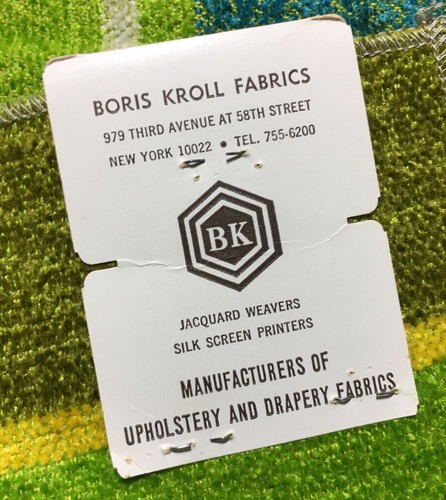 BORIS KROLL FABRICS
979 THIRD AVENUE AT 58TH STREET
NEW YORK 10022 • TEL. 755-6200
BK
JACQUARD WEAVERS
SILK SCREEN PRINTERS
MANUFACTURERS OF
UPHOLSTERY AND DRAPERY FABRICS